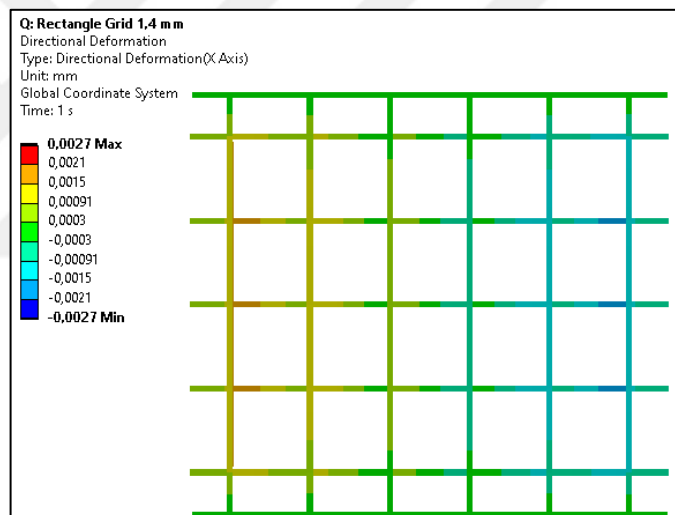 Q: Rectangle Grid 1,4 mm
Directional Deformation
Type: Directional Deformation(X Axis)
Unit: mm
Global Coordinate System
Time: 1 s
0,0027 Max
0,0021
0,0015
0,00091
0,0003
-0,0003
-0,00091
-0,0015
-0,0021
-0,0027 Min